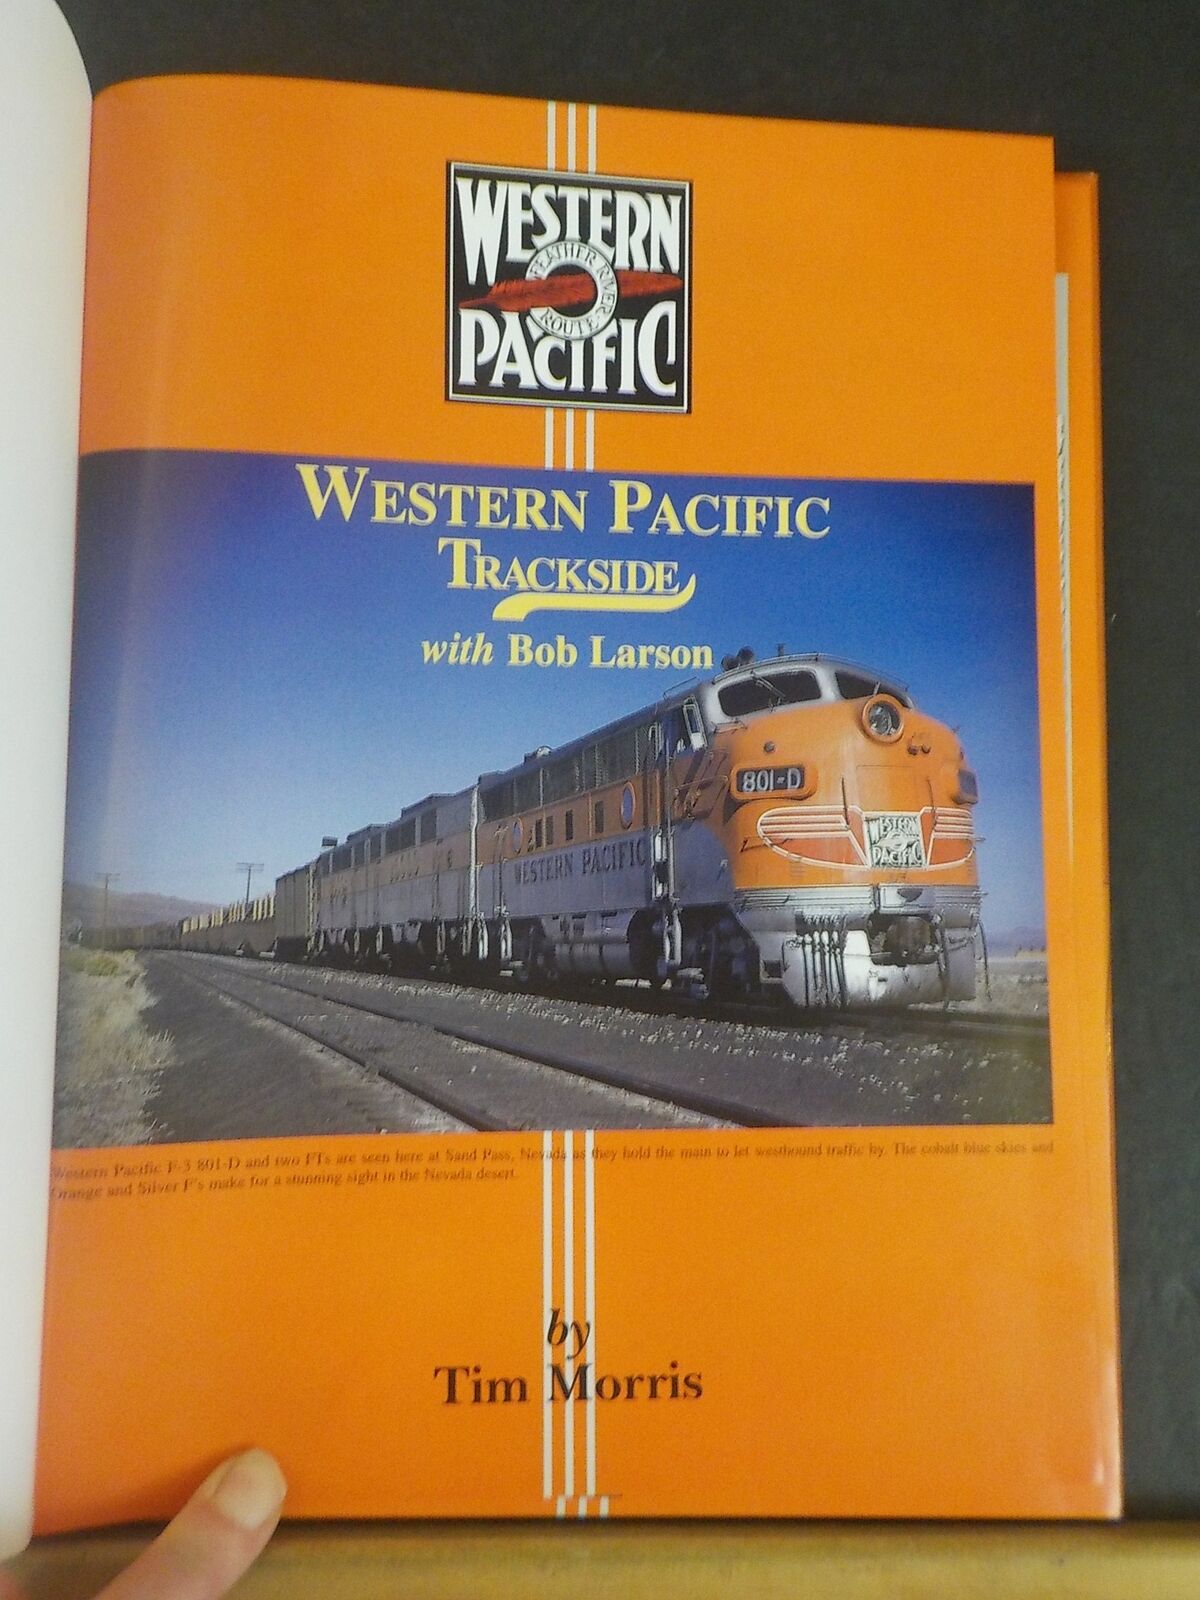 WESTERN
FEATHER RIVER
ROUTE
PACIFIC
WESTERN PACIFIC
TRACKSIDE
with Bob Larson
801-D
WESTERN
PACIFIC
WESTERN PACIFIC
Western Pacific F-3 801-D and two FTs are seen here at Sand Pass, Nevada as they hold the main to let westbound traffic by. The cobalt blue skies and
Orange and Silver F's make for a stunning sight in the Nevada desert.
by
Tim Morris